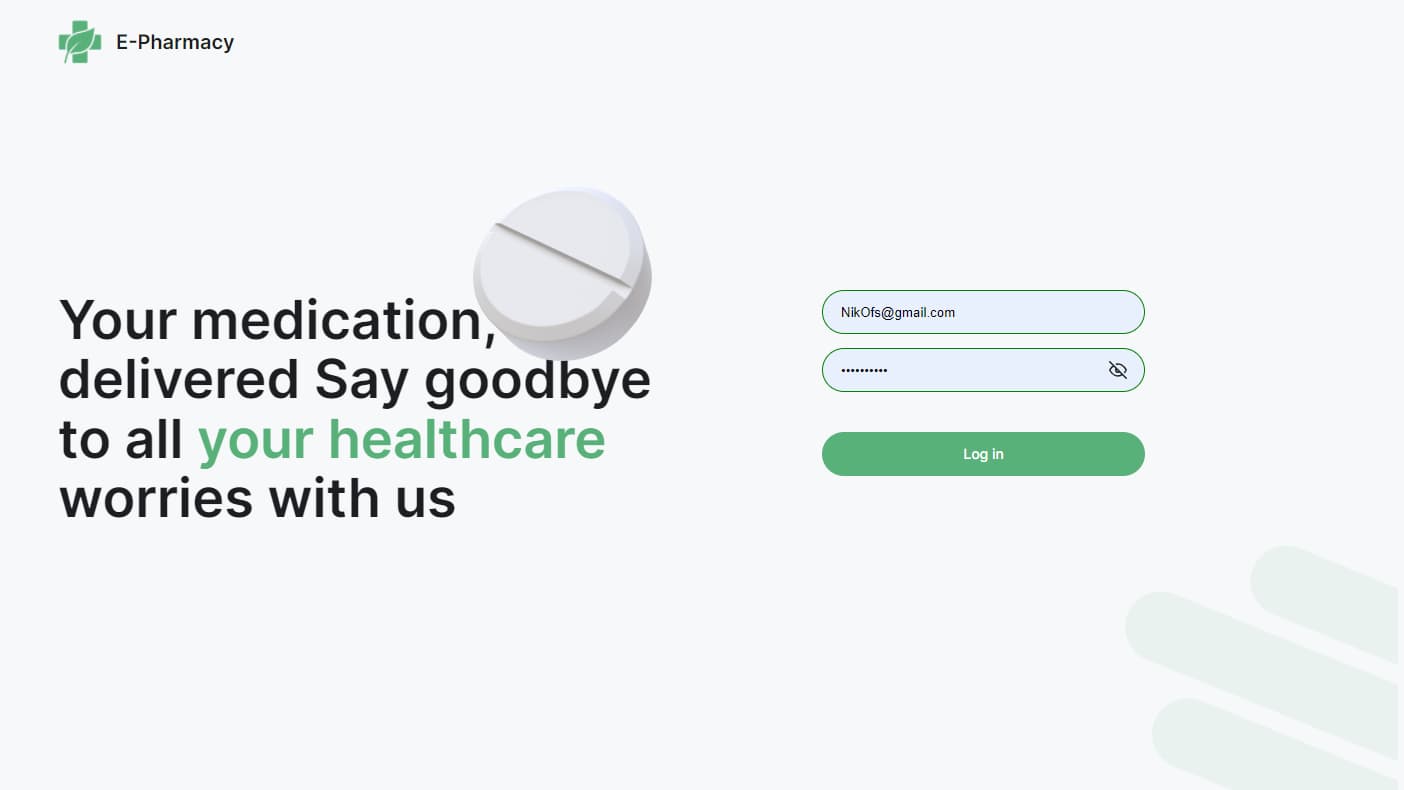 E-Pharmacy
Your medication,
delivered Say goodbye
to all your healthcare
worries with us
NikOfs@gmail.com
••••••••••
Log in